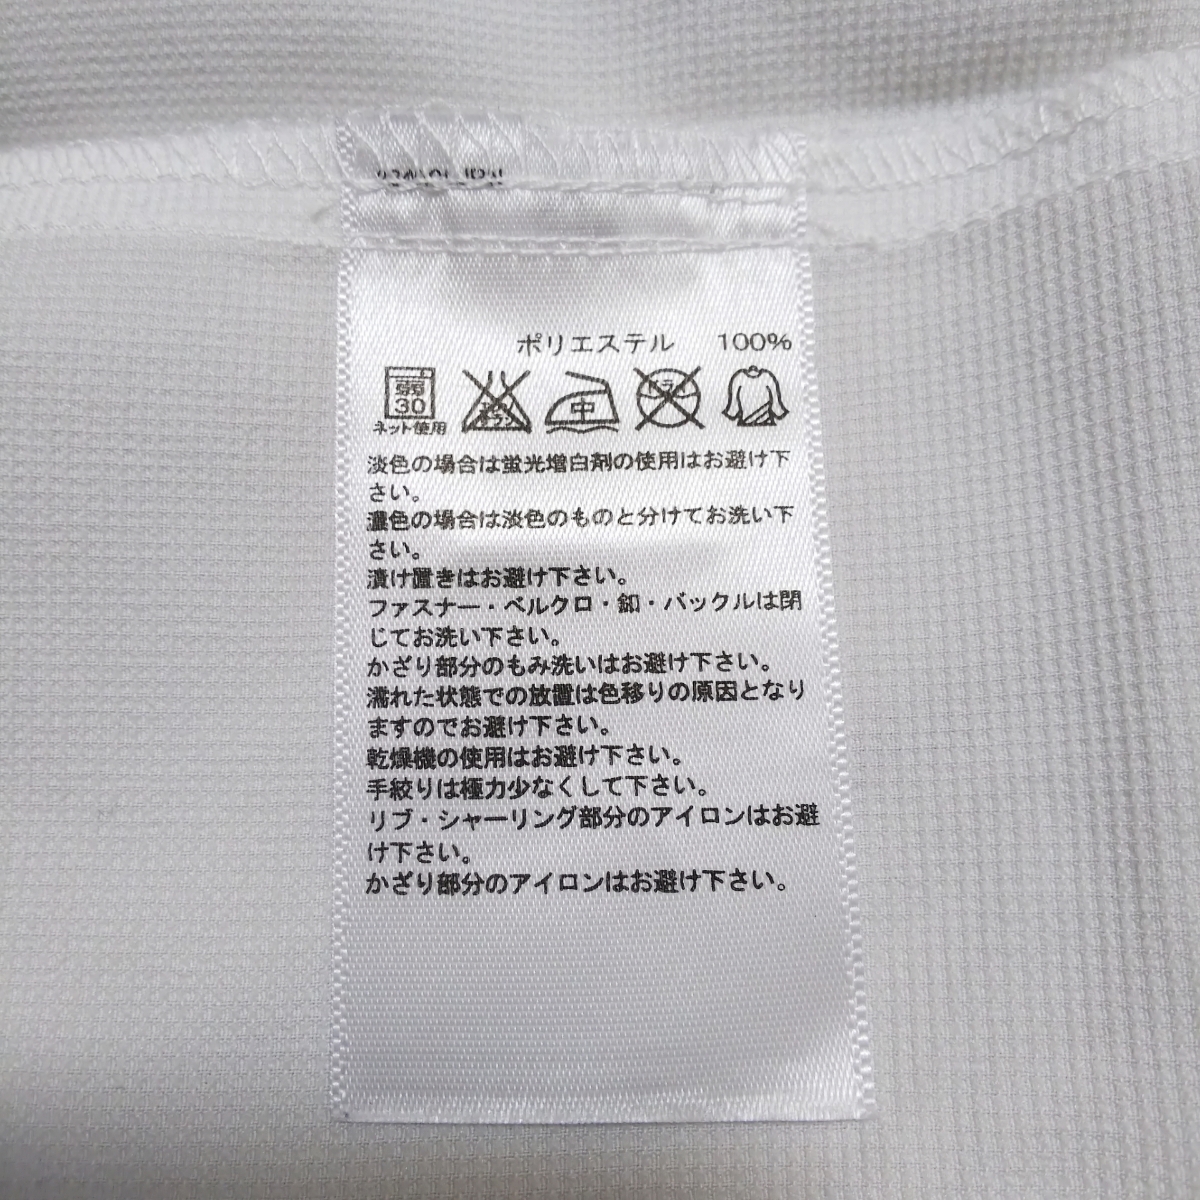 ポリエステル 100%
弱
30
中
ネット使用
淡色の場合は蛍光増白剤の使用はお避け下
さい。
濃色の場合は淡色のものと分けてお洗い下
さい。
漬け置きはお避け下さい。
ファスナー・ベルクロ・釦・バックルは閉
じてお洗い下さい。
かざり部分のもみ洗いはお避け下さい。
濡れた状態での放置は色移りの原因となり
ますのでお避け下さい。
乾燥機の使用はお避け下さい。
手絞りは極力少なくして下さい。
リブ・シャーリング部分のアイロンはお避
け下さい。
かざり部分のアイロンはお避け下さい。